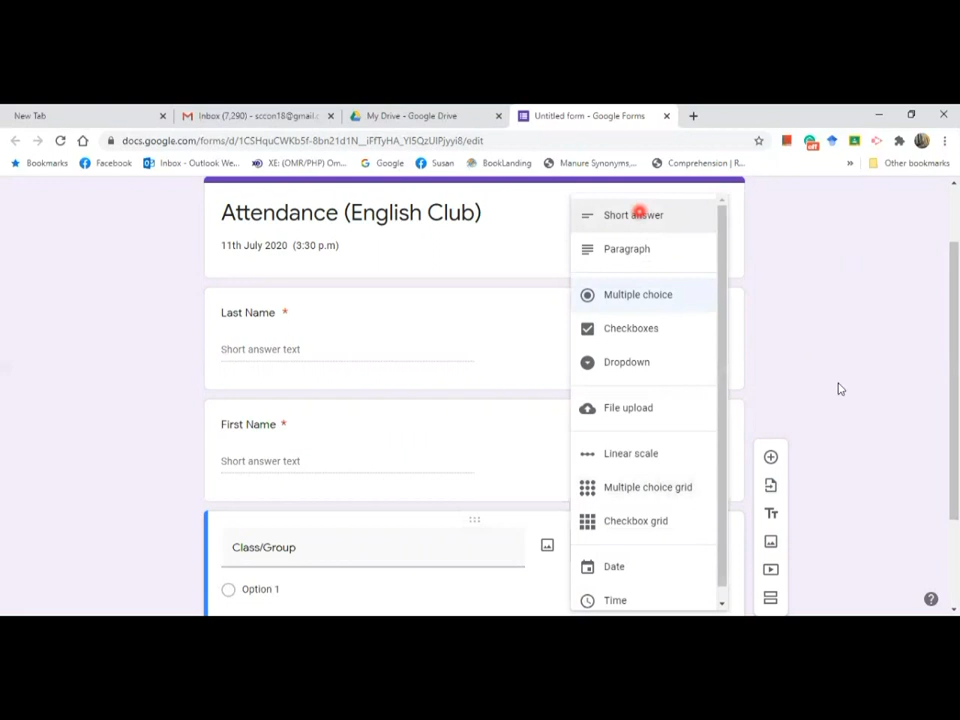 New Tab
Inbox (7,290) - sccon18@gmail.c
My Drive - Google Drive
Untitled form - Google Forms
docs.google.com/forms/d/1CSHquCWKb5f-8bn21d1N__iFfTyHA_YI5QzUIPjyyi8/edit
off
Bookmarks
Facebook
Inbox - Outlook We...
XE: (OMR/PHP) Om...
Google
Susan
BookLanding
Manure Synonyms,...
Comprehension | R...
Other bookmarks
Attendance (English Club)
11th July 2020 (3:30 p.m)
Last Name *
Short answer text
First Name *
Short answer text
Class/Group
Option 1
Short answer
Paragraph
Multiple choice
Checkboxes
Dropdown
File upload
Linear scale
Multiple choice grid
Checkbox grid
Date
Time